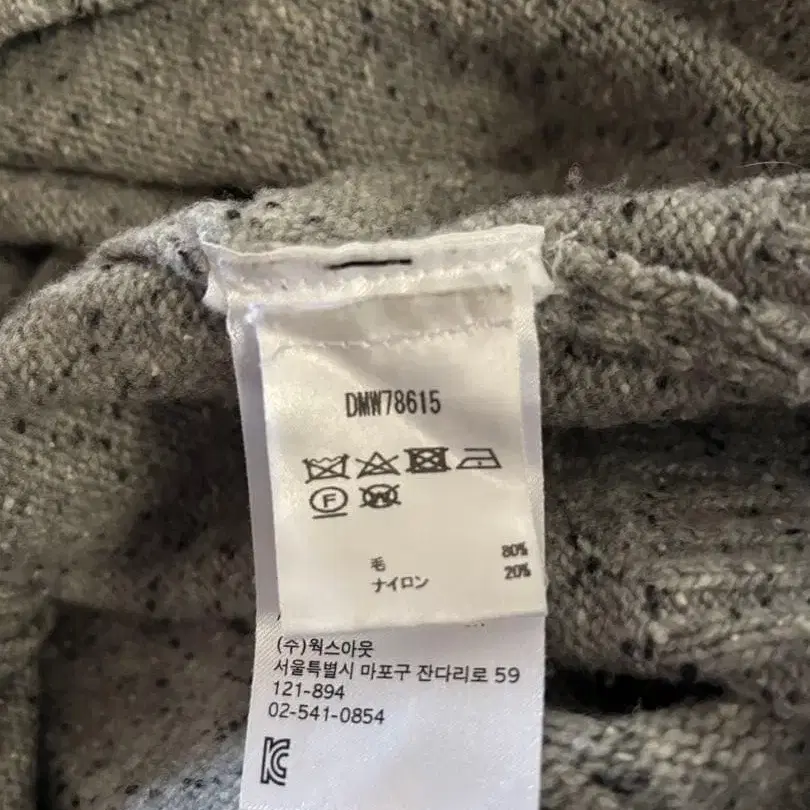 DMW78615
F
W
毛 80%
ナイロン 20%
(수)웍스아웃
서울특별시 마포구 잔다리로 59
121-894
02-541-0854